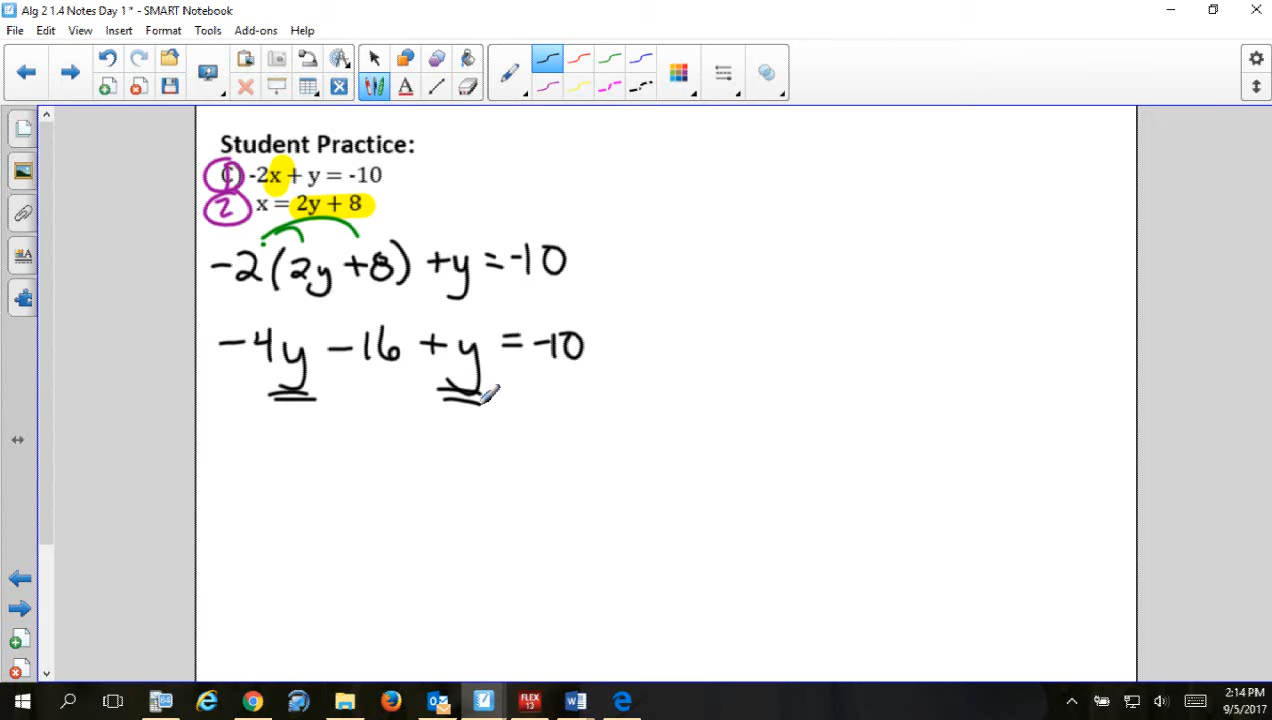 Alg 2 1.4 Notes Day 1 * - SMART Notebook
File Edit View Insert Format Tools Add-ons Help
Student Practice:
① -2x + y = -10
② x = 2y + 8
-2(2y+8) +y = -10
-4y -16 +y = -10
FLEX 13
2:14 PM
9/5/2017